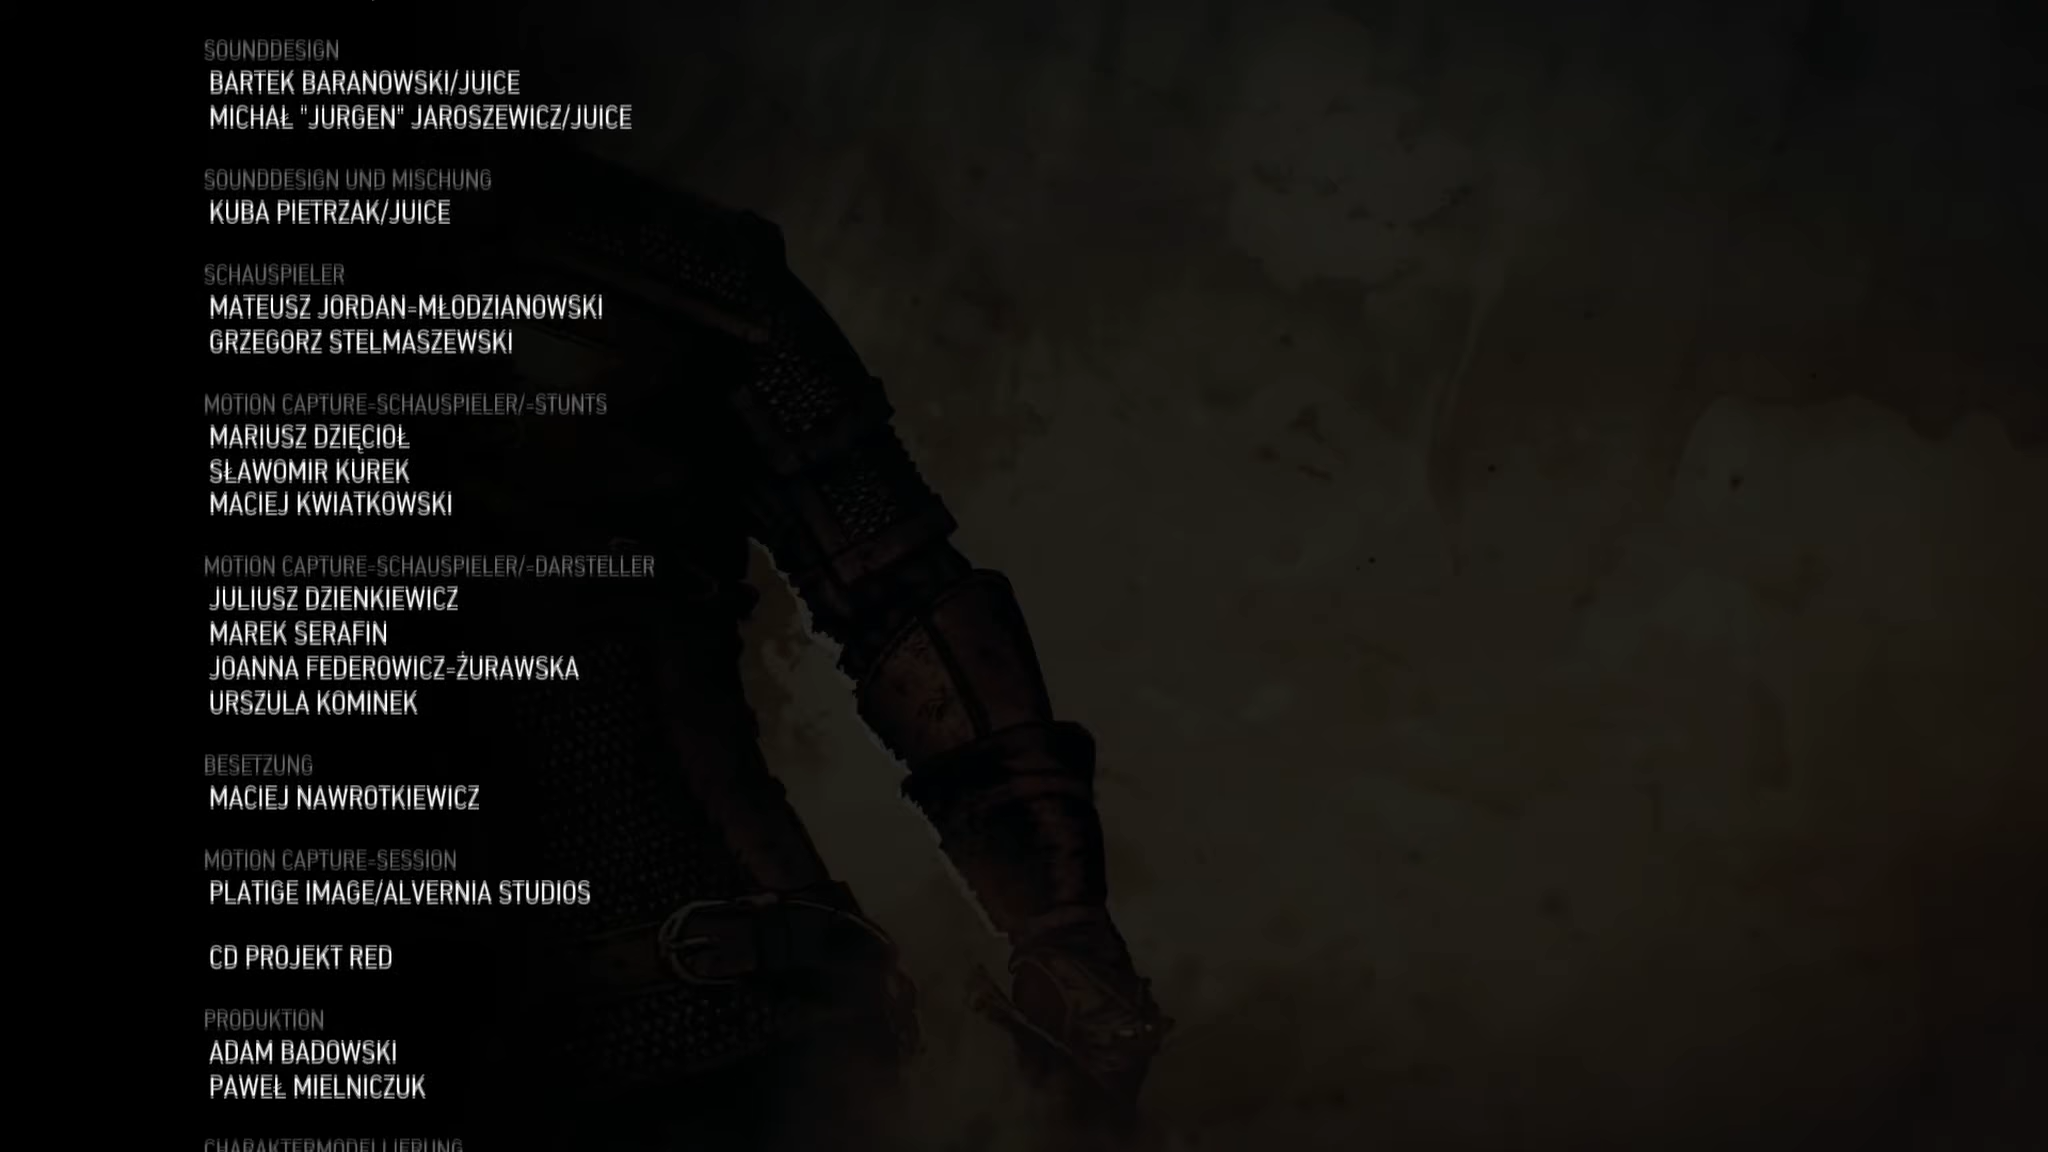 SOUNDDESIGN
BARTEK BARANOWSKI/JUICE
MICHAŁ "JURGEN" JAROSZEWICZ/JUICE
SOUNDDESIGN UND MISCHUNG
KUBA PIETRZAK/JUICE
SCHAUSPIELER
MATEUSZ JORDAN-MŁODZIANOWSKI
GRZEGORZ STELMASZEWSKI
MOTION CAPTURE-SCHAUSPIELER/-STUNTS
MARIUSZ DZIĘCIOŁ
SŁAWOMIR KUREK
MACIEJ KWIATKOWSKI
MOTION CAPTURE-SCHAUSPIELER/-DARSTELLER
JULIUSZ DZIENKIEWICZ
MAREK SERAFIN
JOANNA FEDEROWICZ-ŻURAWSKA
URSZULA KOMINEK
BESETZUNG
MACIEJ NAWROTKIEWICZ
MOTION CAPTURE-SESSION
PLATIGE IMAGE/ALVERNIA STUDIOS
CD PROJEKT RED
PRODUKTION
ADAM BADOWSKI
PAWEŁ MIELNICZUK
CHARAKTERMODELLIERUNG